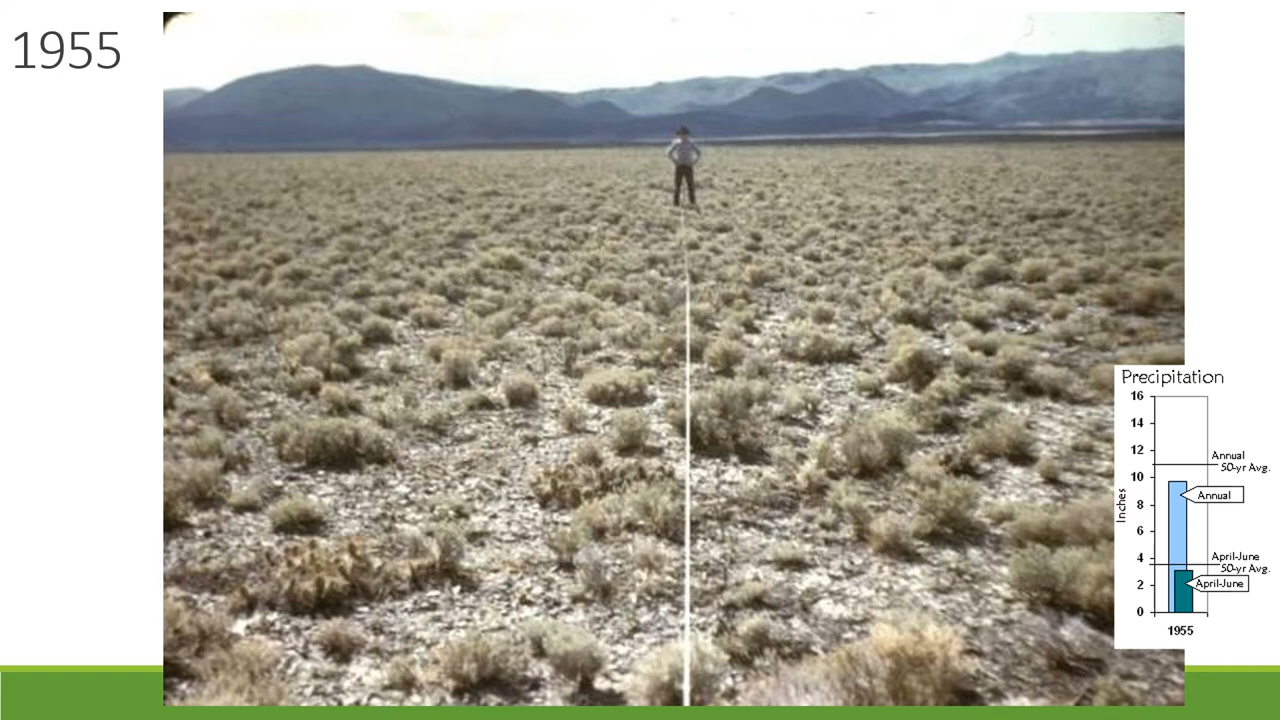 1955
Precipitation
16
14
12
10
8
6
4
2
0
Inches
Annual
50-yr Avg.
Annual
April-June
50-yr Avg.
April-June
1955